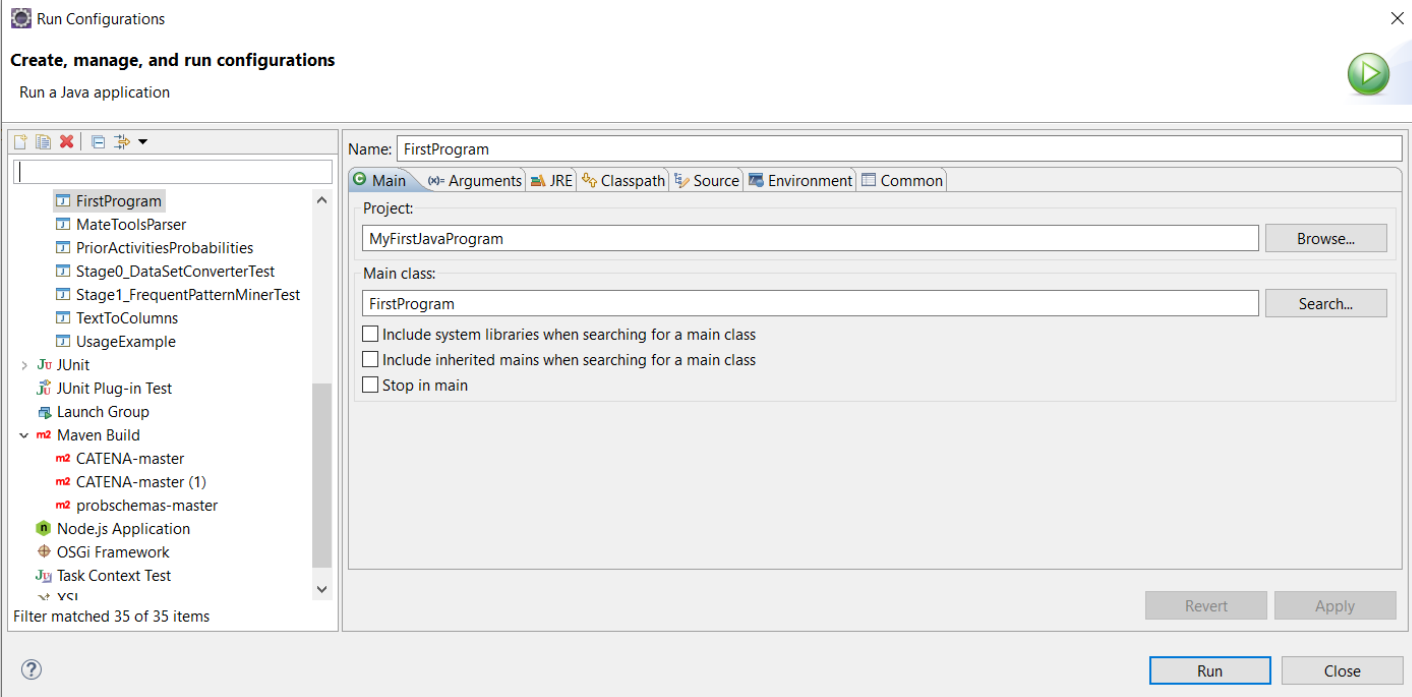 Run Configurations
Create, manage, and run configurations
Run a Java application
FirstProgram
MateToolsParser
PriorActivitiesProbabilities
Stage0_DataSetConverterTest
Stage1_FrequentPatternMinerTest
TextToColumns
UsageExample
JUnit
JUnit Plug-in Test
Launch Group
Maven Build
CATENA-master
CATENA-master (1)
probschemas-master
Node.js Application
OSGi Framework
Task Context Test
XSL
Filter matched 35 of 35 items
Name: FirstProgram
Main (x)= Arguments JRE Classpath Source Environment Common
Project:
MyFirstJavaProgram Browse...
Main class:
FirstProgram Search...
Include system libraries when searching for a main class
Include inherited mains when searching for a main class
Stop in main
Revert Apply
Run Close